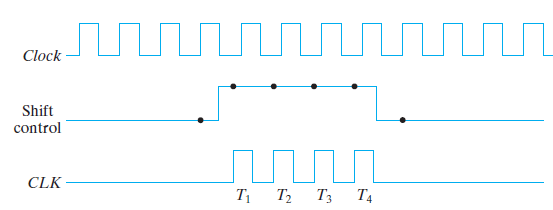 Clock
Shift
control
CLK
T1 T2 T3 T4